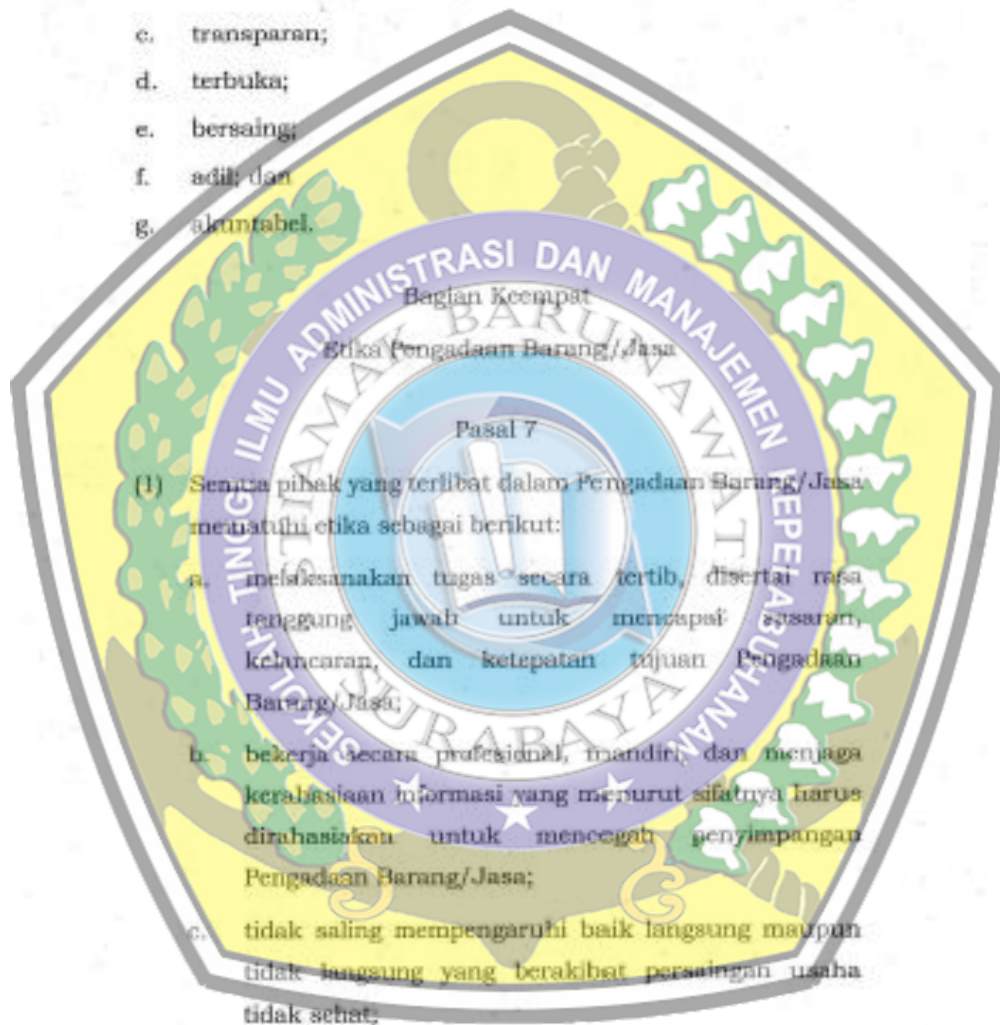 c. transparan;
d. terbuka;
e. bersaing;
f. adil; dan
g. akuntabel.
Bagian Keempat
Etika Pengadaan Barang/Jasa
Pasal 7
(1) Semua pihak yang terlibat dalam Pengadaan Barang/Jasa
mematuhi etika sebagai berikut:
a. melaksanakan tugas secara tertib, disertai rasa
tanggung jawab untuk mencapai sasaran,
kelancaran, dan ketepatan tujuan Pengadaan
Barang/Jasa;
b. bekerja secara profesional, mandiri, dan menjaga
kerahasiaan informasi yang menurut sifatnya harus
dirahasiakan untuk mencegah penyimpangan
Pengadaan Barang/Jasa;
c. tidak saling mempengaruhi baik langsung maupun
tidak langsung yang berakibat persaingan usaha
tidak sehat;
SEKOLAH TINGGI ILMU ADMINISTRASI DAN MANAJEMEN KEPELABUHANAN
STIAMAK BARUNAWATI
SURABAYA